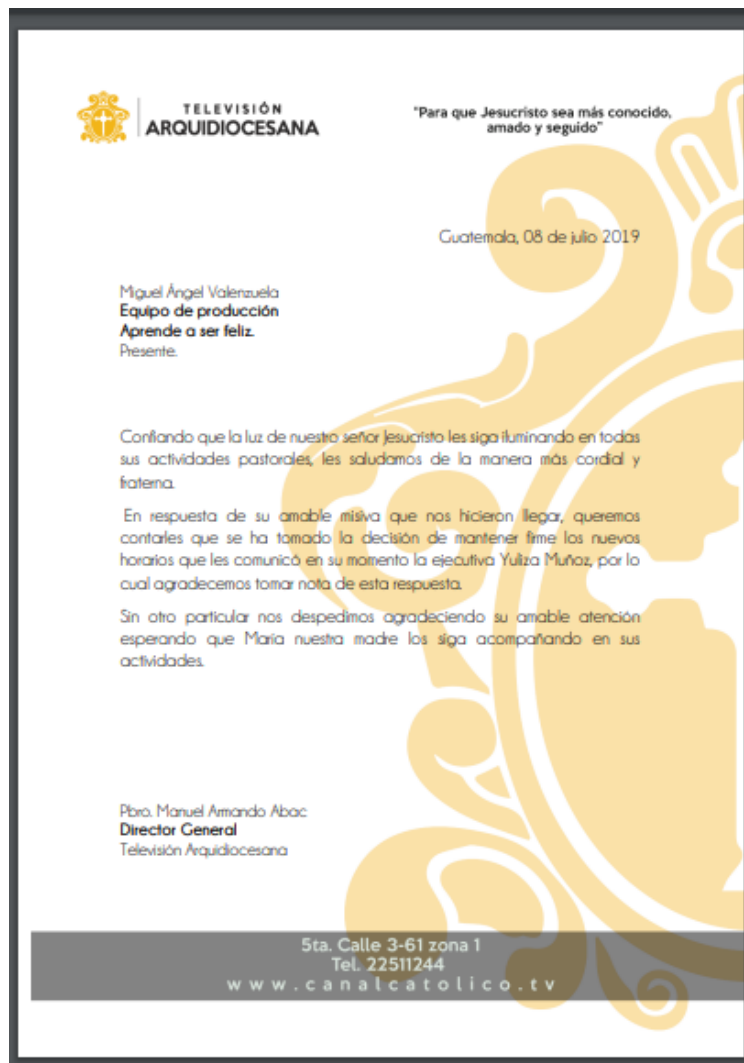 TELEVISIÓN
ARQUIDIOCESANA
"Para que Jesucristo sea más conocido,
amado y seguido"
Guatemala, 08 de julio 2019
Miguel Ángel Valenzuela
Equipo de producción
Aprende a ser feliz.
Presente.
Confiando que la luz de nuestro señor Jesucristo les siga iluminando en todas
sus actividades pastorales, les saludamos de la manera más cordial y
fraterna.
En respuesta de su amable misiva que nos hicieron llegar, queremos
contarles que se ha tomado la decisión de mantener firme los nuevos
horarios que les comunicó en su momento la ejecutiva Yuliza Muñoz, por lo
cual agradecemos tomar nota de esta respuesta.
Sin otro particular nos despedimos agradeciendo su amable atención
esperando que María nuestra madre los siga acompañando en sus
actividades.
Pbro. Manuel Armando Abac
Director General
Televisión Arquidiocesana
5ta. Calle 3-61 zona 1
Tel. 22511244
www.canalcatolico.tv